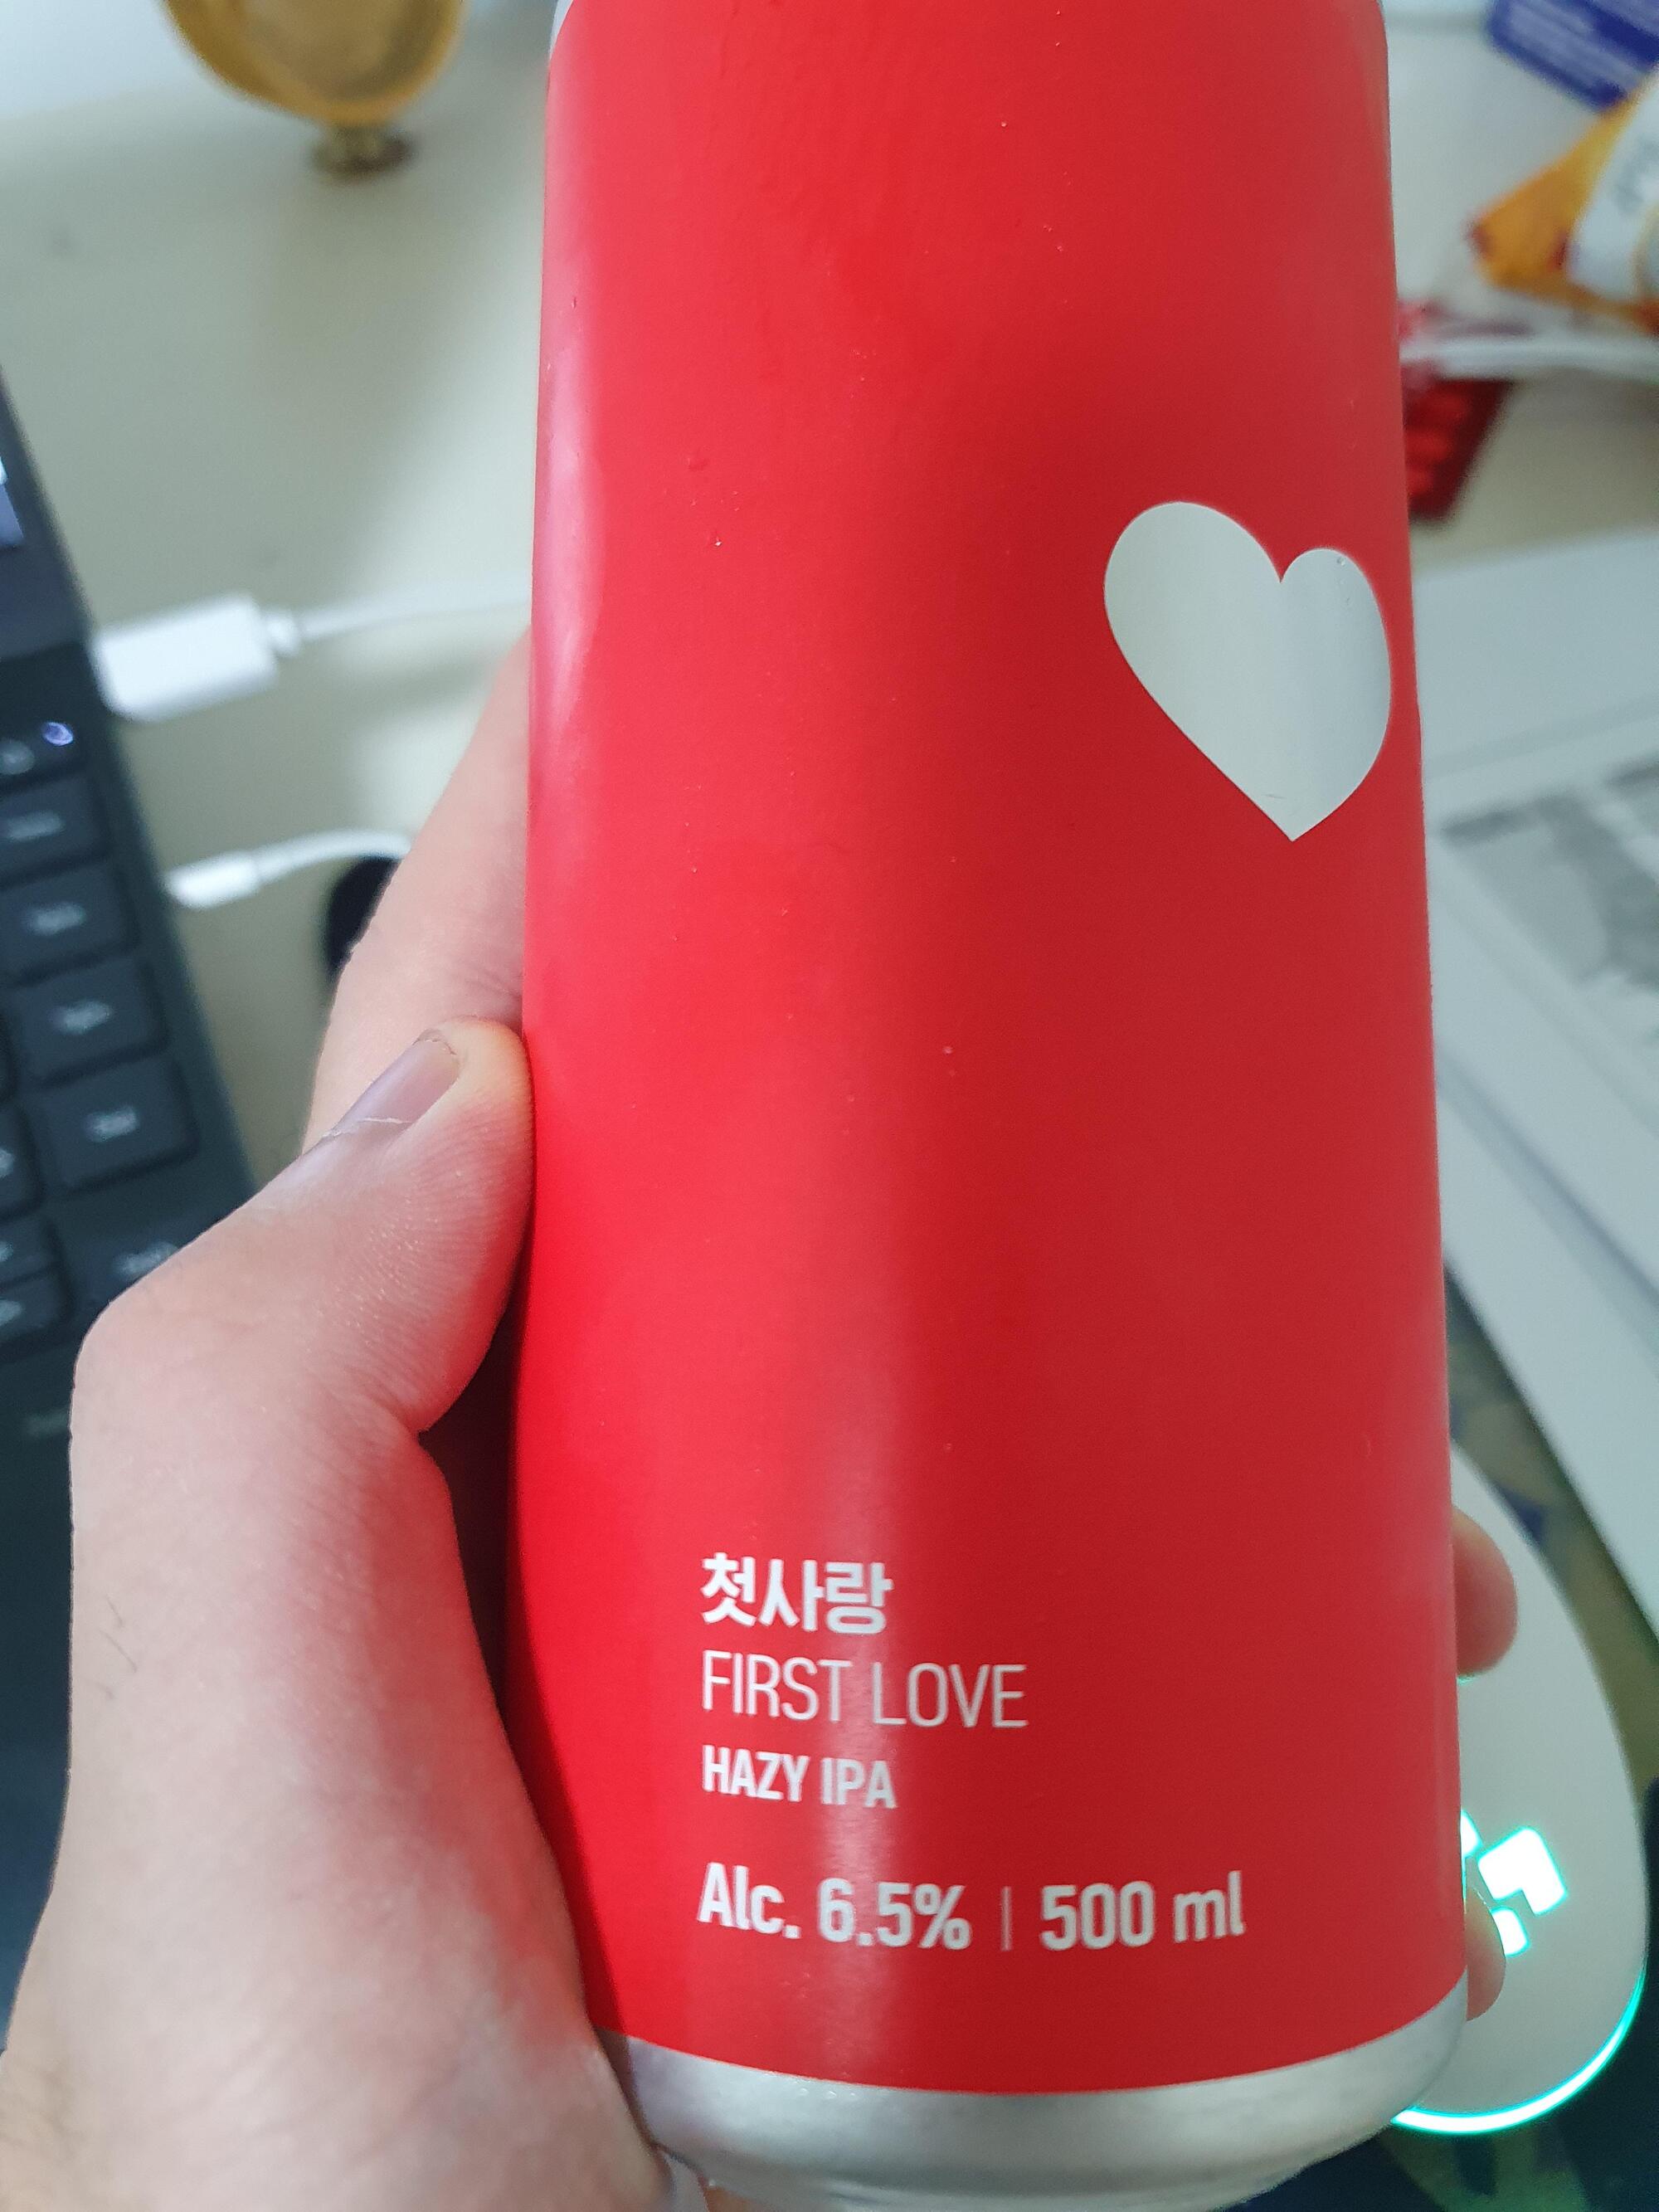 첫사랑
FIRST LOVE
HAZY IPA
Alc. 6.5% | 500 ml